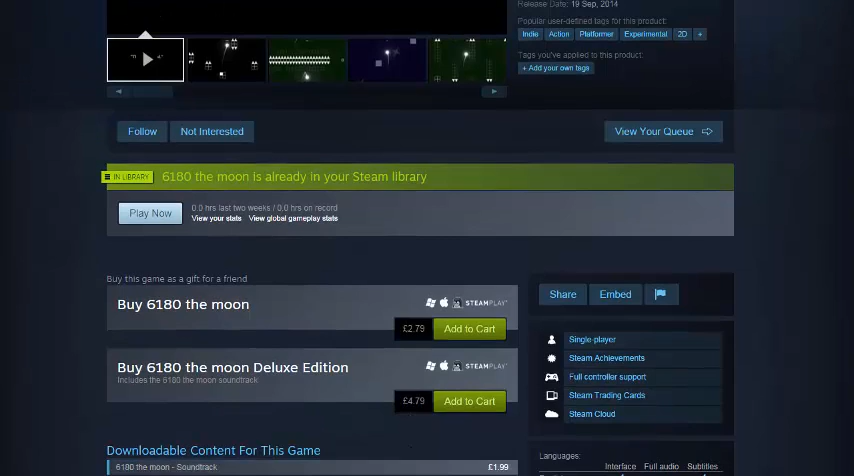 Release Date: 19 Sep, 2014
Popular user-defined tags for this product:
Indie Action Platformer Experimental 2D +
Tags you've applied to this product:
+ Add your own tags
Follow Not Interested View Your Queue
IN LIBRARY 6180 the moon is already in your Steam library
Play Now
0.0 hrs last two weeks / 0.0 hrs on record
View your stats View global gameplay stats
Buy this game as a gift for a friend
Buy 6180 the moon
STEAMPLAY
£2.79 Add to Cart
Buy 6180 the moon Deluxe Edition
Includes the 6180 the moon soundtrack
STEAMPLAY
£4.79 Add to Cart
Downloadable Content For This Game
6180 the moon - Soundtrack £1.99
Share Embed
Single-player
Steam Achievements
Full controller support
Steam Trading Cards
Steam Cloud
Languages:
Interface Full audio Subtitles